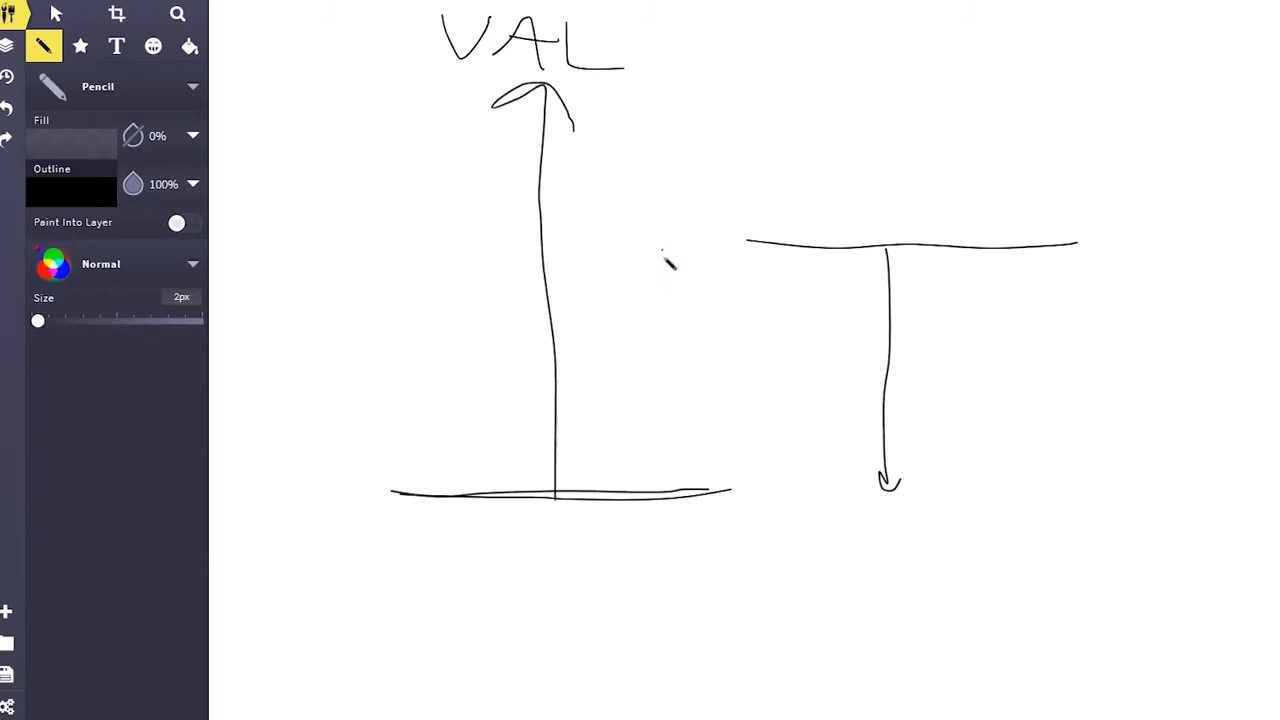 VAL
Pencil
Fill
0%
Outline
100%
Paint Into Layer
Normal
Size
2px